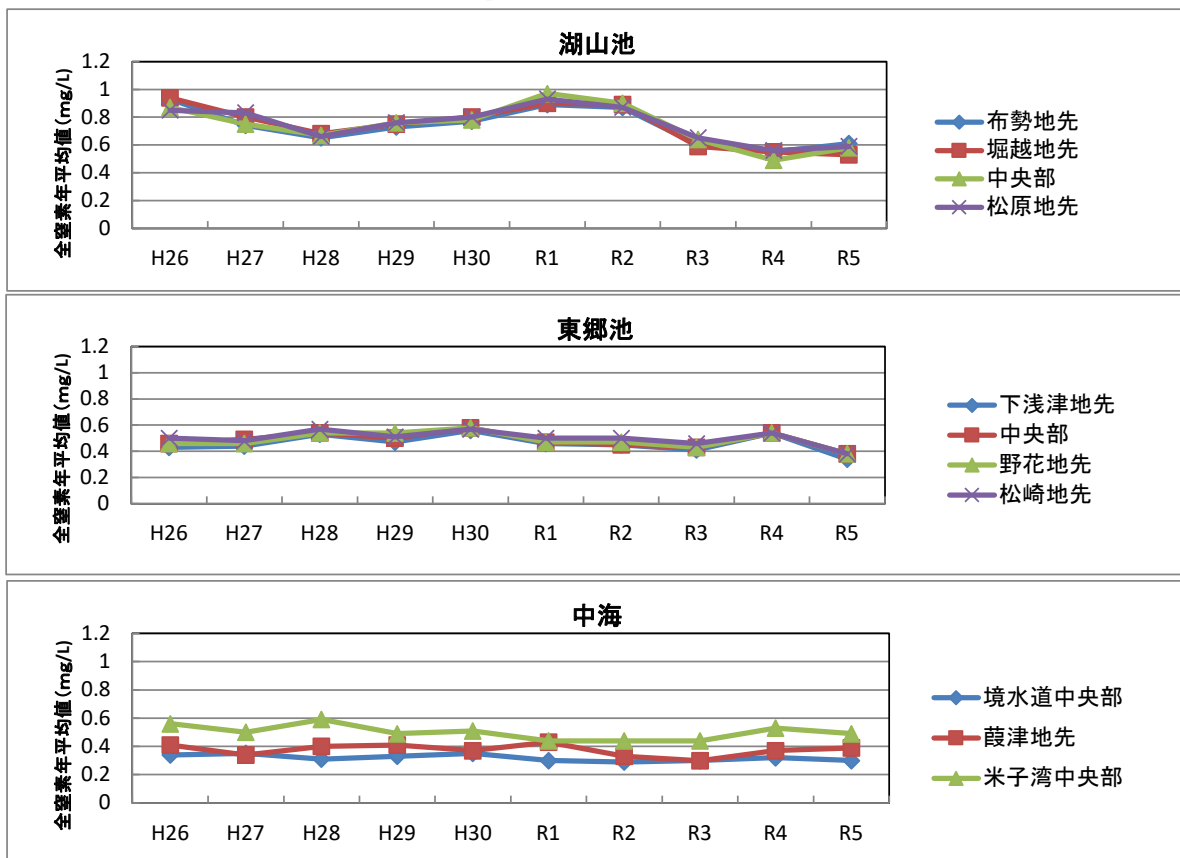 湖山池
全窒素年平均値(mg/L)
1.2
1
0.8
0.6
0.4
0.2
0
H26 H27 H28 H29 H30 R1 R2 R3 R4 R5
布勢地先
堀越地先
中央部
松原地先
東郷池
全窒素年平均値(mg/L)
1.2
1
0.8
0.6
0.4
0.2
0
H26 H27 H28 H29 H30 R1 R2 R3 R4 R5
下浅津地先
中央部
野花地先
松崎地先
中海
全窒素年平均値(mg/L)
1.2
1
0.8
0.6
0.4
0.2
0
H26 H27 H28 H29 H30 R1 R2 R3 R4 R5
境水道中央部
葭津地先
米子湾中央部